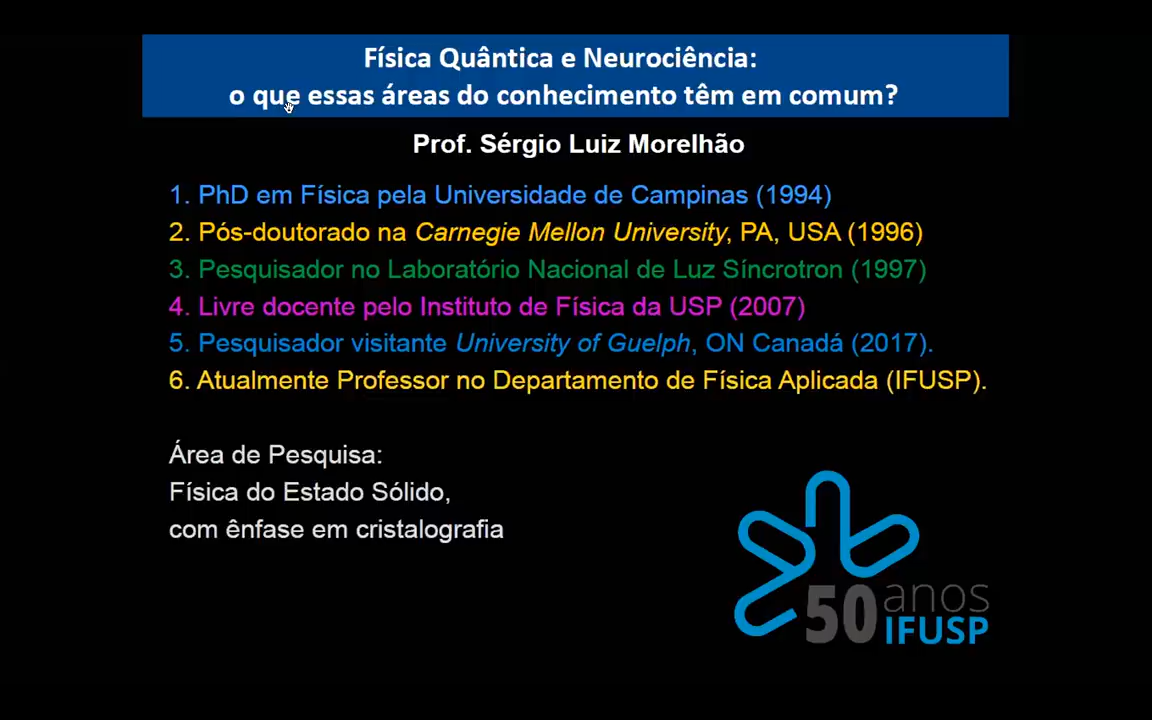 Física Quântica e Neurociência:
o que essas áreas do conhecimento têm em comum?
Prof. Sérgio Luiz Morelhão
1. PhD em Física pela Universidade de Campinas (1994)
2. Pós-doutorado na Carnegie Mellon University, PA, USA (1996)
3. Pesquisador no Laboratório Nacional de Luz Síncrotron (1997)
4. Livre docente pelo Instituto de Física da USP (2007)
5. Pesquisador visitante University of Guelph, ON Canadá (2017).
6. Atualmente Professor no Departamento de Física Aplicada (IFUSP).
Área de Pesquisa:
Física do Estado Sólido,
com ênfase em cristalografia
50 anos
IFUSP